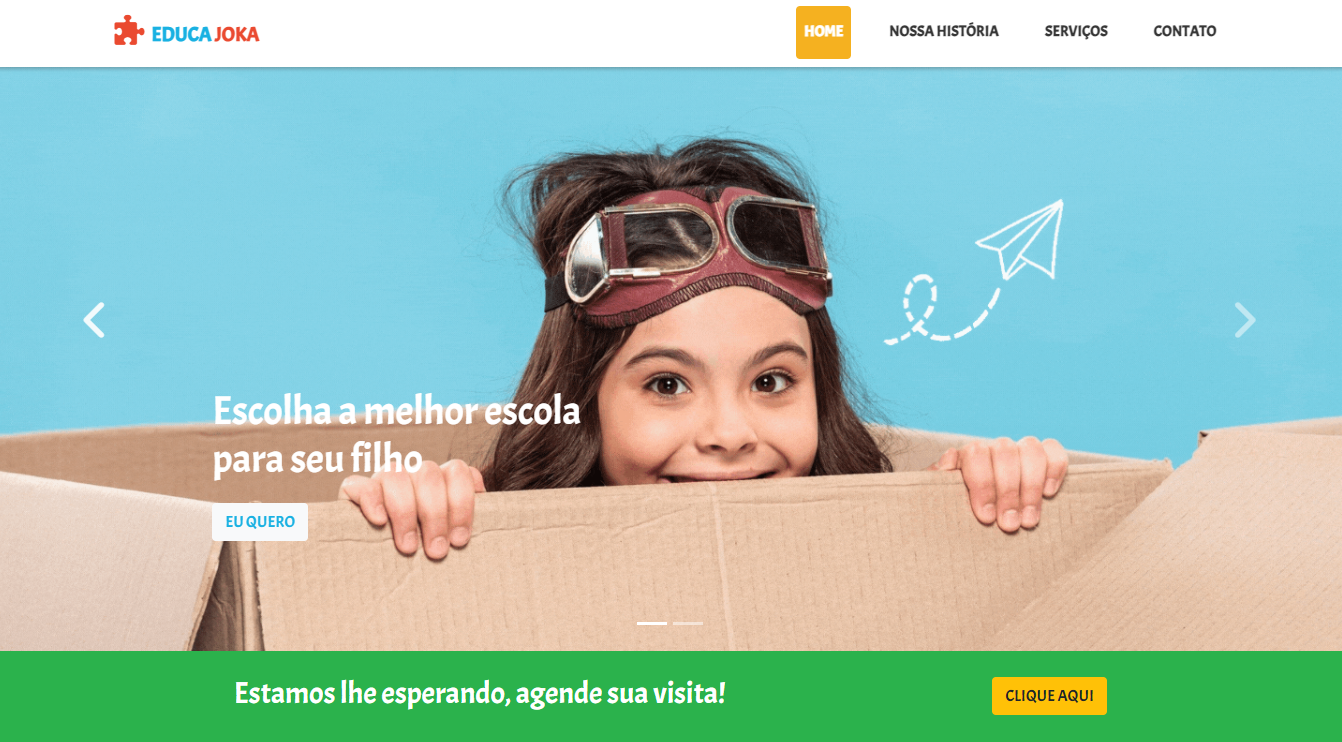 EDUCA JOKA
HOME
NOSSA HISTÓRIA
SERVIÇOS
CONTATO
Escolha a melhor escola
para seu filho
EU QUERO
Estamos lhe esperando, agende sua visita!
CLIQUE AQUI